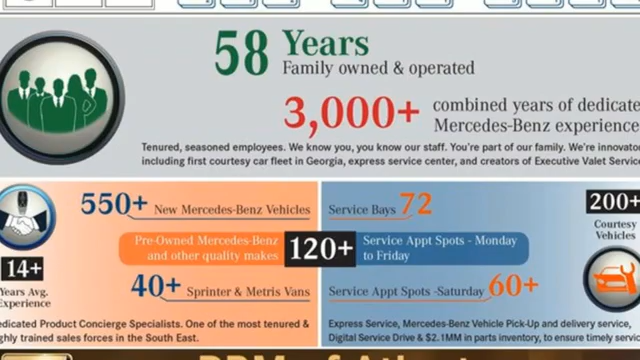 58 Years
Family owned & operated
3,000+ combined years of dedicate
Mercedes-Benz experience
Tenured, seasoned employees. We know you, you know our staff. You're part of our family. We're innovator
including first courtesy car fleet in Georgia, express service center, and creators of Executive Valet Service
550+ New Mercedes-Benz Vehicles
Pre-Owned Mercedes-Benz
and other quality makes
120+
40+ Sprinter & Metris Vans
14+
Years Avg.
Experience
edicated Product Concierge Specialists. One of the most tenured &
ghly trained sales forces in the South East.
Service Bays 72
Service Appt Spots - Monday
to Friday
Service Appt Spots -Saturday 60+
200+
Courtesy
Vehicles
Express Service, Mercedes-Benz Vehicle Pick-Up and delivery service,
Digital Service Drive & $2.1MM in parts inventory, to ensure timely servic